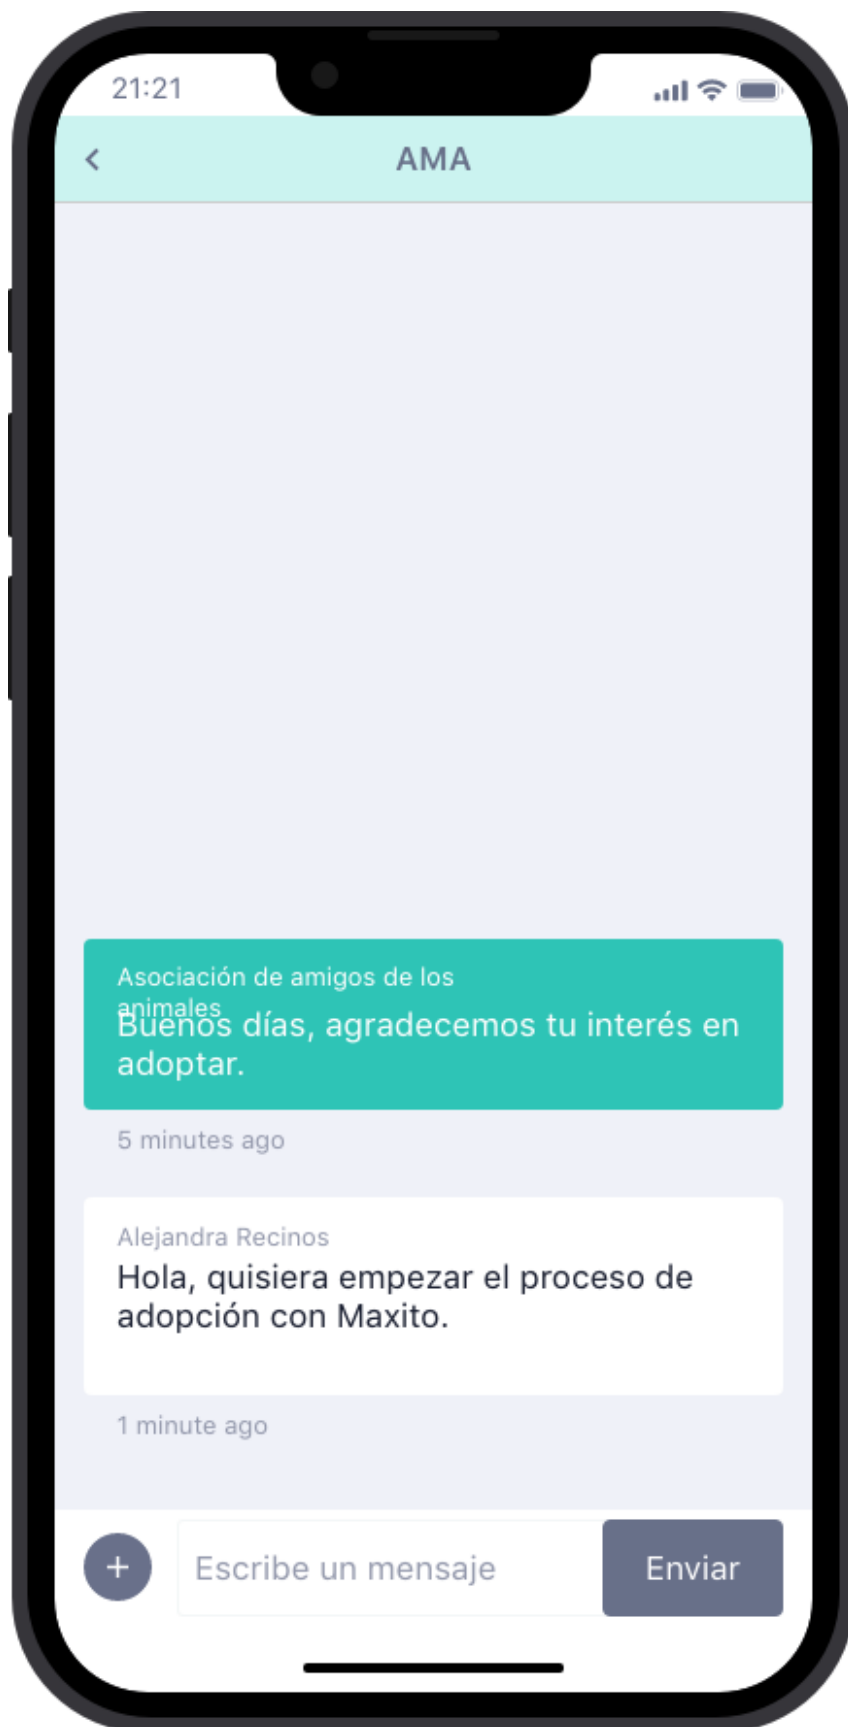 21:21
AMA
Asociación de amigos de los
animales
Buenos días, agradecemos tu interés en
adoptar.
5 minutes ago
Alejandra Recinos
Hola, quisiera empezar el proceso de
adopción con Maxito.
1 minute ago
Escribe un mensaje
Enviar